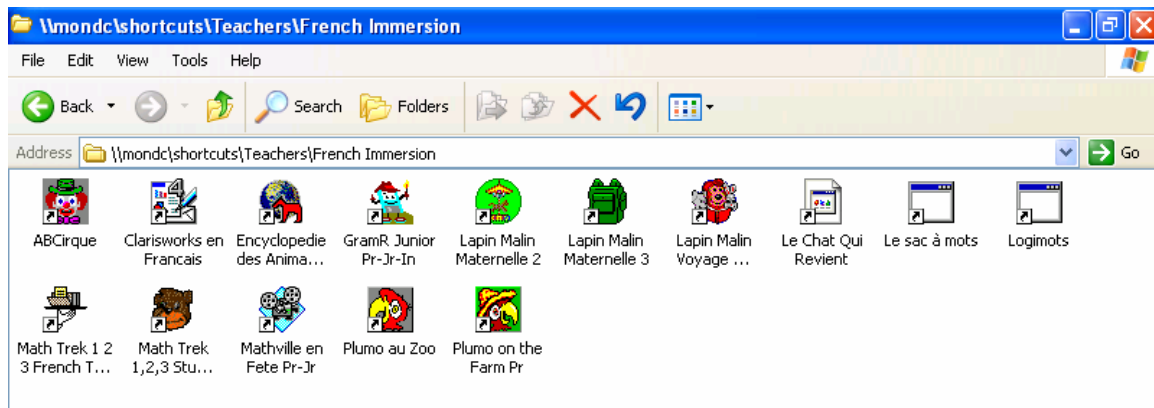 \\mondc\shortcuts\Teachers\French Immersion
File Edit View Tools Help
Back Search Folders
Address \\mondc\shortcuts\Teachers\French Immersion Go
ABCirque Clarisworks en Encyclopedie GramR Junior Lapin Malin Lapin Malin Lapin Malin Le Chat Qui Le sac à mots Logimots
Francais des Anima... Pr-Jr-In Maternelle 2 Maternelle 3 Voyage ... Revient
Math Trek 1 2 Math Trek Mathville en Plumo au Zoo Plumo on the
3 French T... 1,2,3 Stu... Fete Pr-Jr Farm Pr